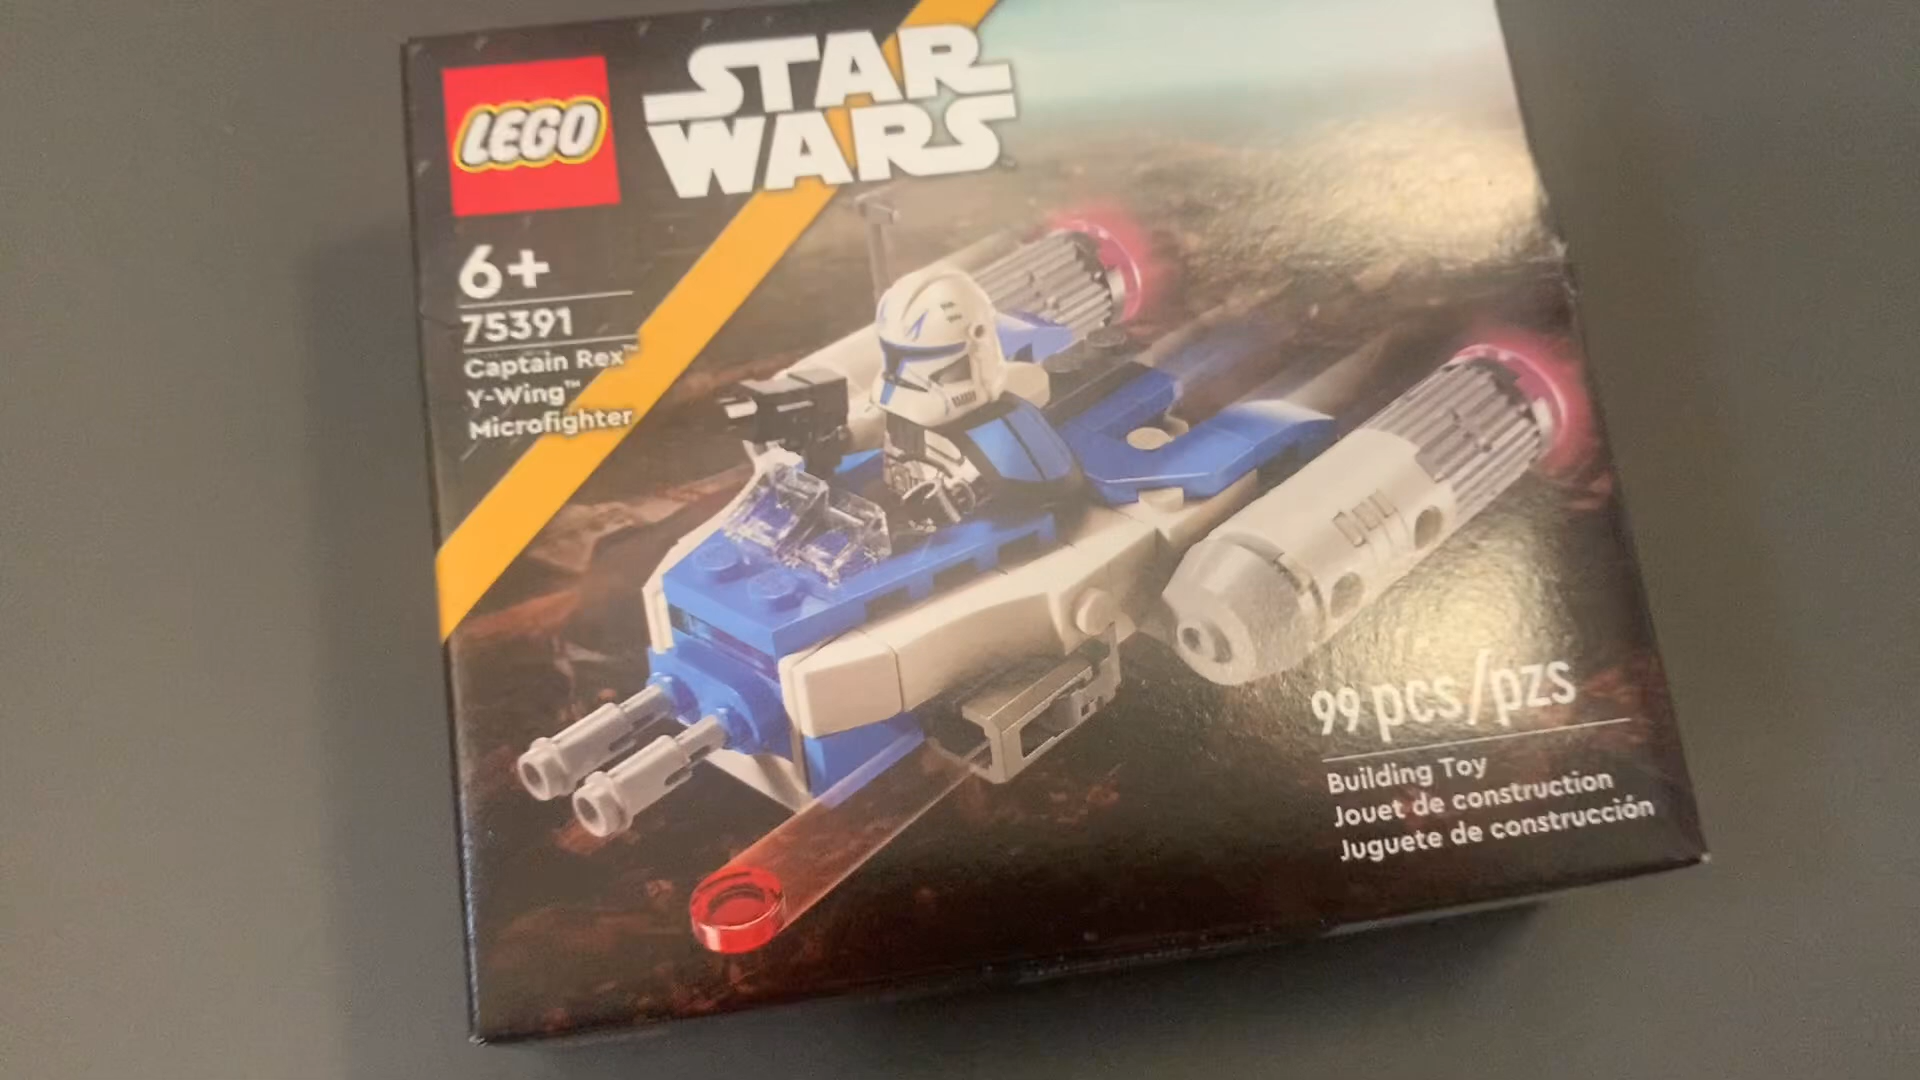 LEGO
STAR
WARS
6+
75391
Captain Rex™
Y-Wing™
Microfighter
99 pcs/pzs
Building Toy
Jouet de construction
Juguete de construcción